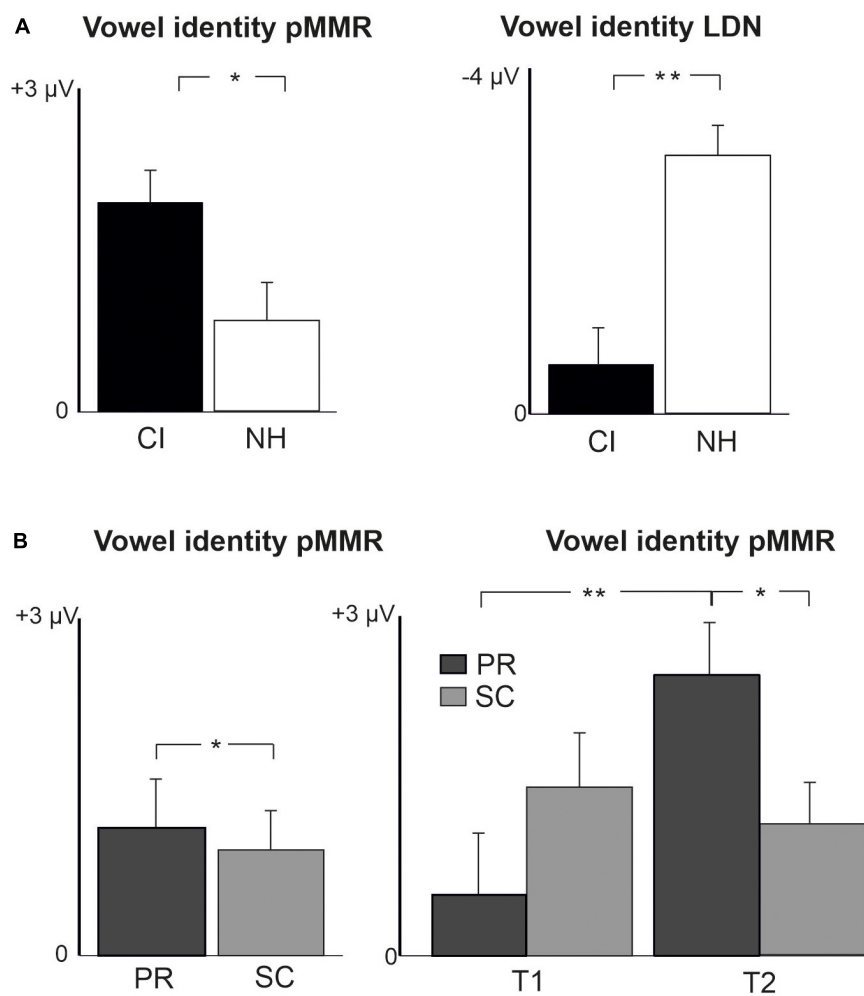 A
Vowel identity pMMR
Vowel identity LDN
+3 µV
*
-4 µV
**
0
CI
NH
0
CI
NH
B
Vowel identity pMMR
Vowel identity pMMR
+3 µV
*
+3 µV
**
*
PR
SC
0
PR
SC
0
T1
T2